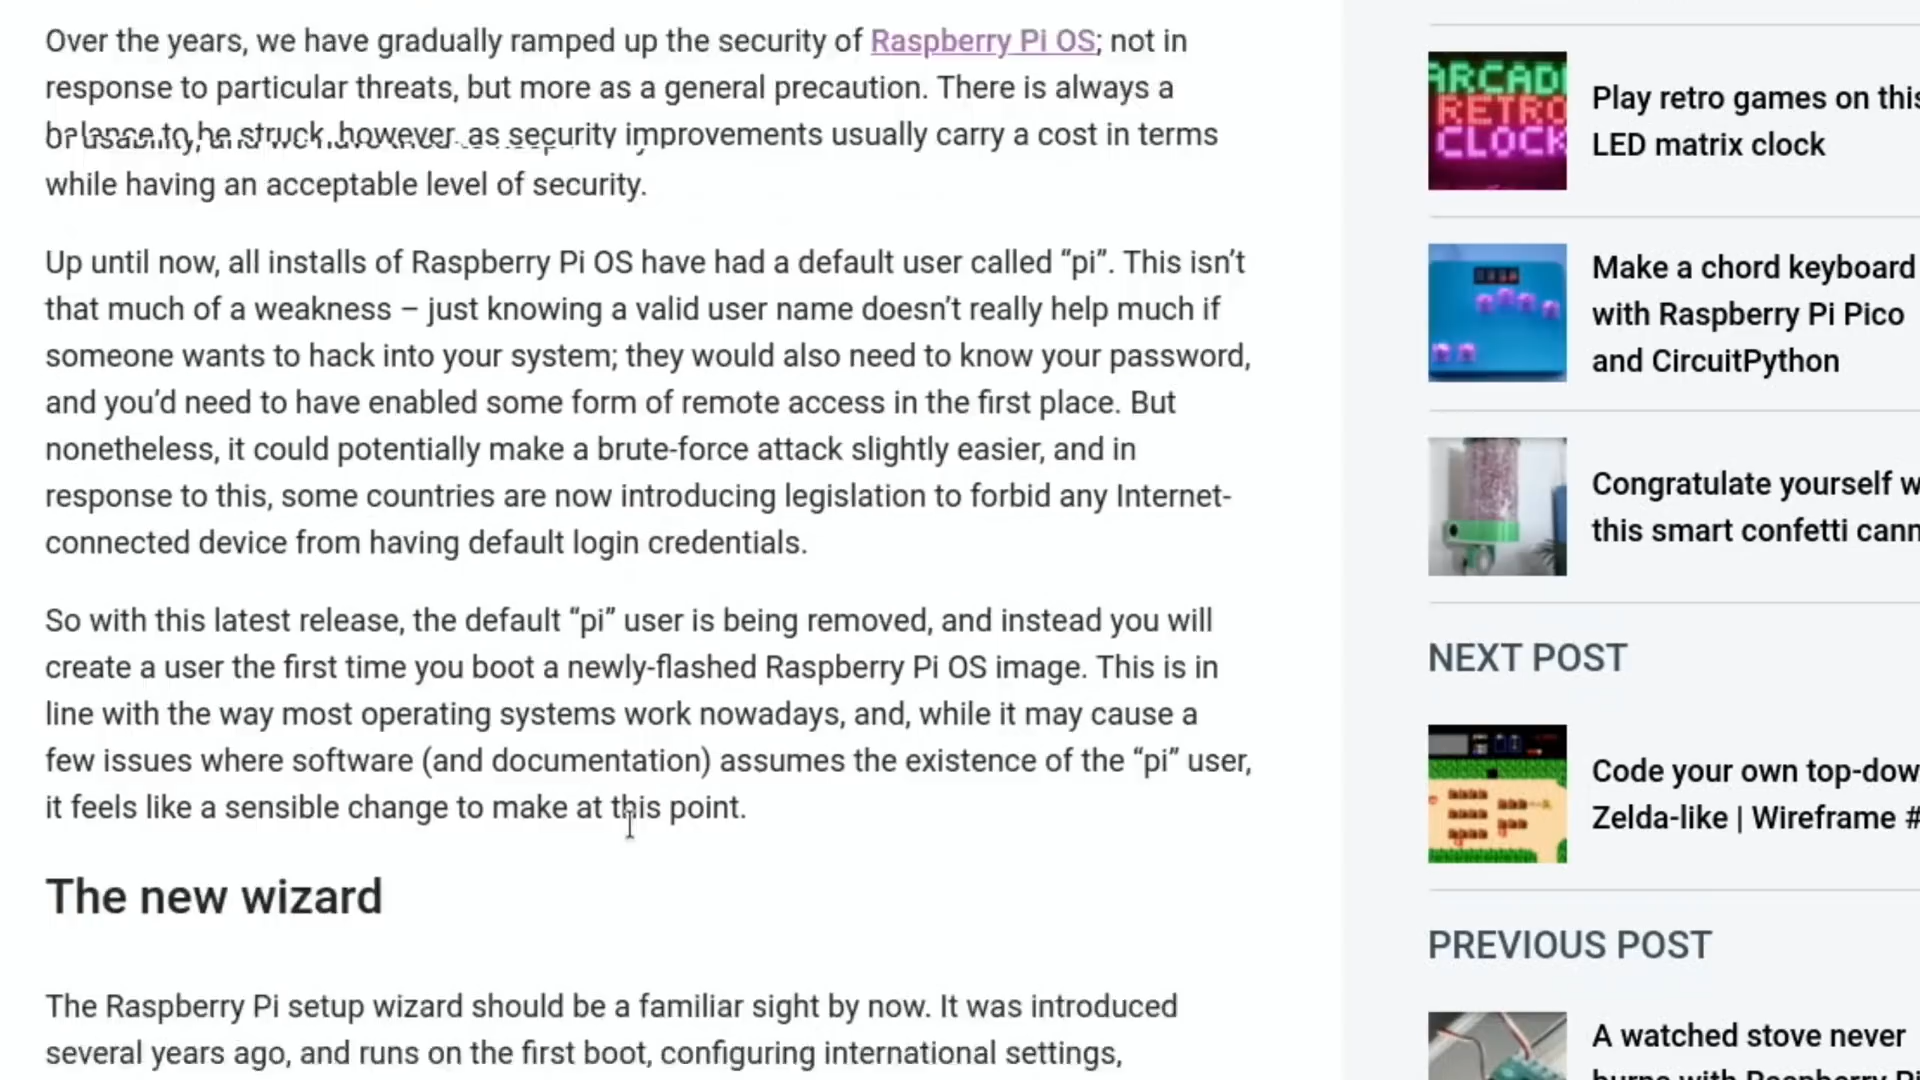 Over the years, we have gradually ramped up the security of Raspberry Pi OS; not in
response to particular threats, but more as a general precaution. There is always a
balance to be struck, however, as security improvements usually carry a cost in terms
while having an acceptable level of security.
Up until now, all installs of Raspberry Pi OS have had a default user called “pi”. This isn’t
that much of a weakness – just knowing a valid user name doesn’t really help much if
someone wants to hack into your system; they would also need to know your password,
and you’d need to have enabled some form of remote access in the first place. But
nonetheless, it could potentially make a brute-force attack slightly easier, and in
response to this, some countries are now introducing legislation to forbid any Internet-
connected device from having default login credentials.
So with this latest release, the default “pi” user is being removed, and instead you will
create a user the first time you boot a newly-flashed Raspberry Pi OS image. This is in
line with the way most operating systems work nowadays, and, while it may cause a
few issues where software (and documentation) assumes the existence of the “pi” user,
it feels like a sensible change to make at this point.
The new wizard
The Raspberry Pi setup wizard should be a familiar sight by now. It was introduced
several years ago, and runs on the first boot, configuring international settings,
ARCAD
RETRO
CLOCK
Play retro games on this
LED matrix clock
Make a chord keyboard
with Raspberry Pi Pico
and CircuitPython
Congratulate yourself w
this smart confetti cann
NEXT POST
Code your own top-dow
Zelda-like | Wireframe #
PREVIOUS POST
A watched stove never
burns with Raspberry Pi